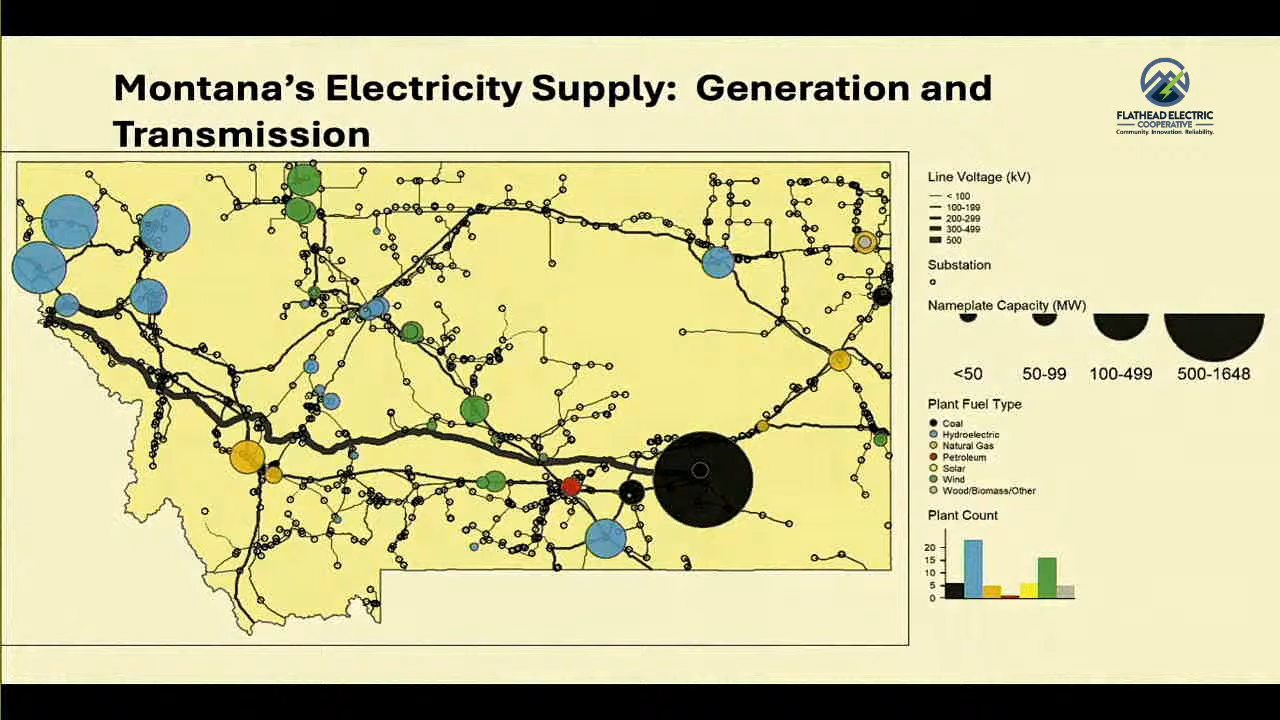 Montana's Electricity Supply: Generation and
Transmission
FLATHEAD ELECTRIC
COOPERATIVE
Community. Innovation. Reliability.
Line Voltage (kV)
< 100
100-199
200-299
300-499
500
Substation
Nameplate Capacity (MW)
<50 50-99 100-499 500-1648
Plant Fuel Type
Coal
Hydroelectric
Natural Gas
Petroleum
Solar
Wind
Wood/Biomass/Other
Plant Count
20
15
10
5
0